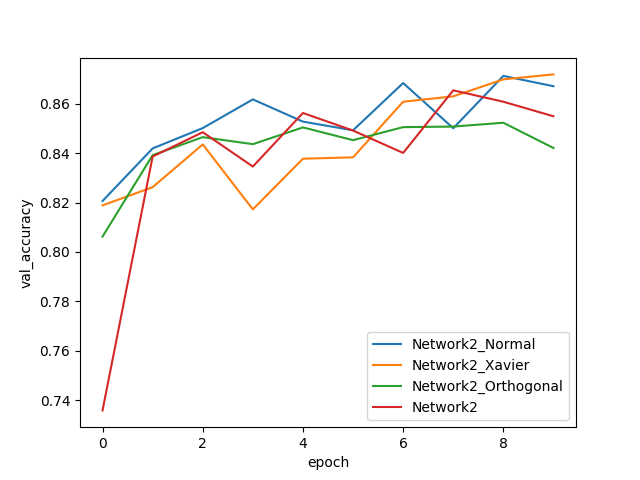 val_accuracy
0.86
0.84
0.82
0.80
0.78
0.76
0.74
0 2 4 6 8
epoch
Network2_Normal
Network2_Xavier
Network2_Orthogonal
Network2